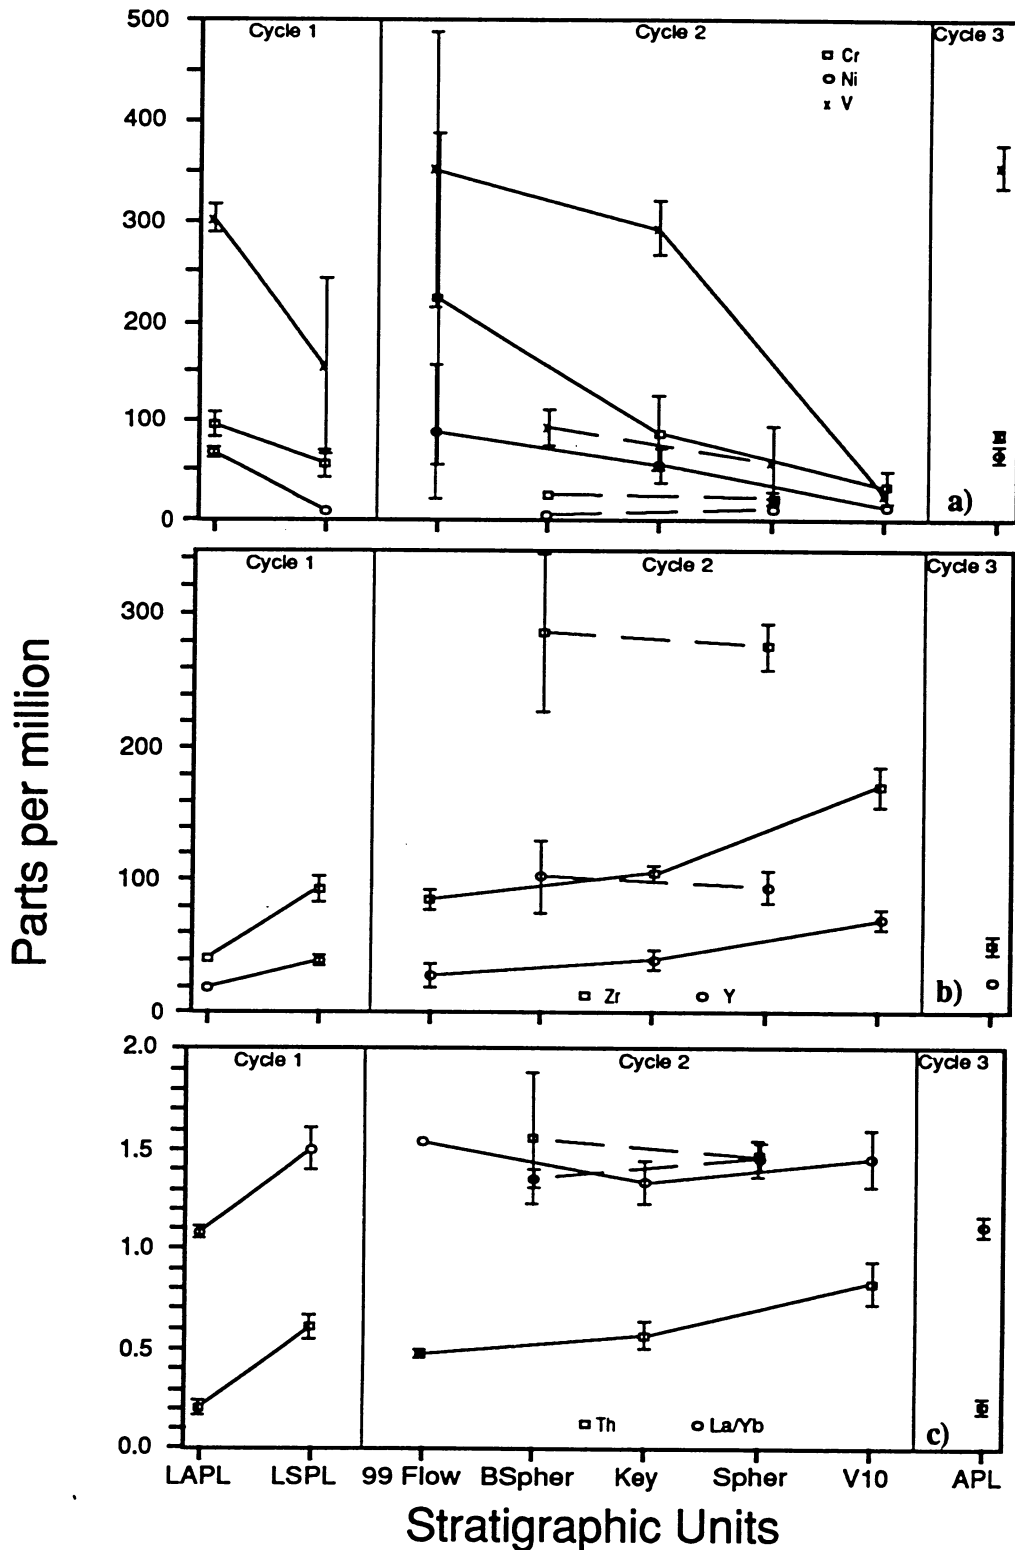 500
400
300
200
100
0
Cycle 1
Cycle 2
Cycle 3
Cr
Ni
V
a)
Parts per million
300
200
100
0
Cycle 1
Cycle 2
Cycle 3
Zr
Y
b)
2.0
1.5
1.0
0.5
0.0
Cycle 1
Cycle 2
Cycle 3
Th
La/Yb
c)
LAPL LSPL 99 Flow BSpher Key Spher V10 APL
Stratigraphic Units